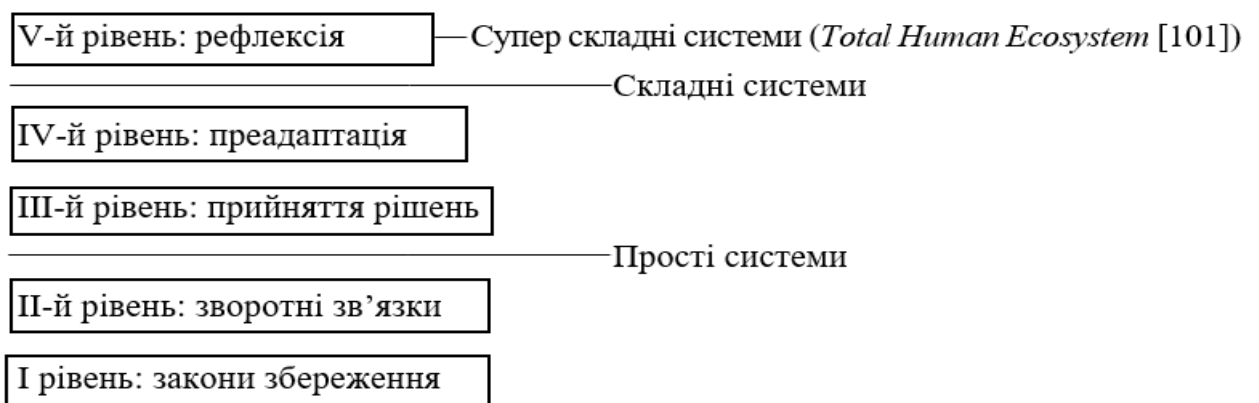 V-й рівень: рефлексія Супер складні системи (Total Human Ecosystem [101])
Складні системи
IV-й рівень: преадаптація
III-й рівень: прийняття рішень
Прості системи
II-й рівень: зворотні зв’язки
I рівень: закони збереження